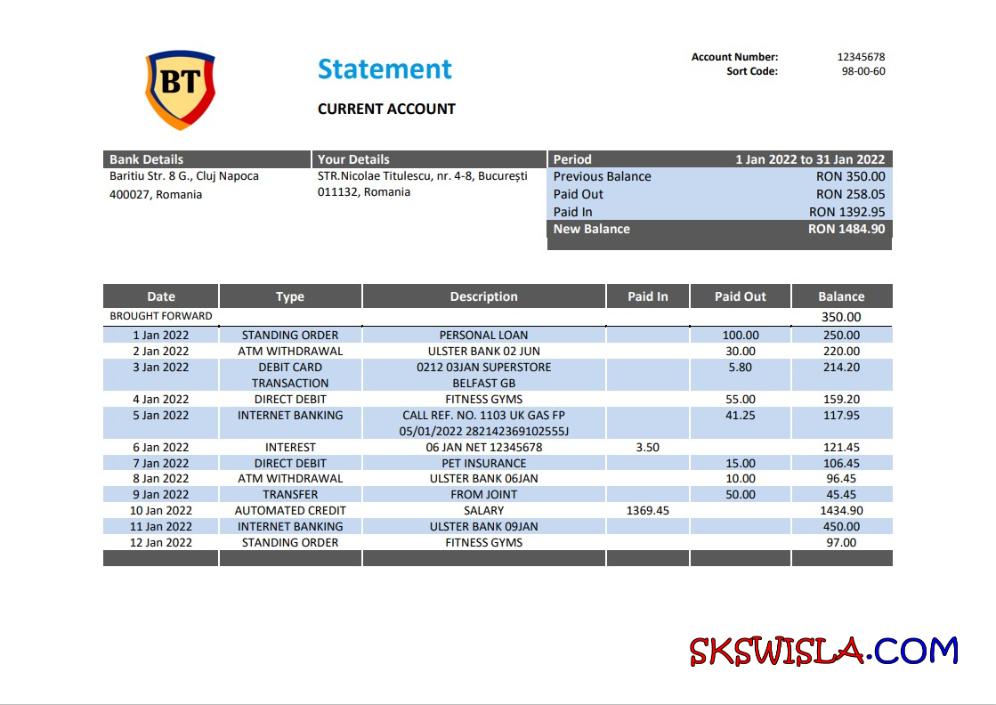 BT
Statement
CURRENT ACCOUNT
Account Number: 12345678
Sort Code: 98-00-60
Bank Details
Baritiu Str. 8 G., Cluj Napoca
400027, Romania
Your Details
STR.Nicolae Titulescu, nr. 4-8, București
011132, Romania
Period 1 Jan 2022 to 31 Jan 2022
Previous Balance RON 350.00
Paid Out RON 258.05
Paid In RON 1392.95
New Balance RON 1484.90
Date Type Description Paid In Paid Out Balance
BROUGHT FORWARD 350.00
1 Jan 2022 STANDING ORDER PERSONAL LOAN 100.00 250.00
2 Jan 2022 ATM WITHDRAWAL ULSTER BANK 02 JUN 30.00 220.00
3 Jan 2022 DEBIT CARD 0212 03JAN SUPERSTORE 5.80 214.20
TRANSACTION BELFAST GB
4 Jan 2022 DIRECT DEBIT FITNESS GYMS 55.00 159.20
5 Jan 2022 INTERNET BANKING CALL REF. NO. 1103 UK GAS FP 41.25 117.95
05/01/2022 282142369102555J
6 Jan 2022 INTEREST 06 JAN NET 12345678 3.50 121.45
7 Jan 2022 DIRECT DEBIT PET INSURANCE 15.00 106.45
8 Jan 2022 ATM WITHDRAWAL ULSTER BANK 06JAN 10.00 96.45
9 Jan 2022 TRANSFER FROM JOINT 50.00 45.45
10 Jan 2022 AUTOMATED CREDIT SALARY 1369.45 1434.90
11 Jan 2022 INTERNET BANKING ULSTER BANK 09JAN 450.00
12 Jan 2022 STANDING ORDER FITNESS GYMS 97.00
SKSWISLA.COM